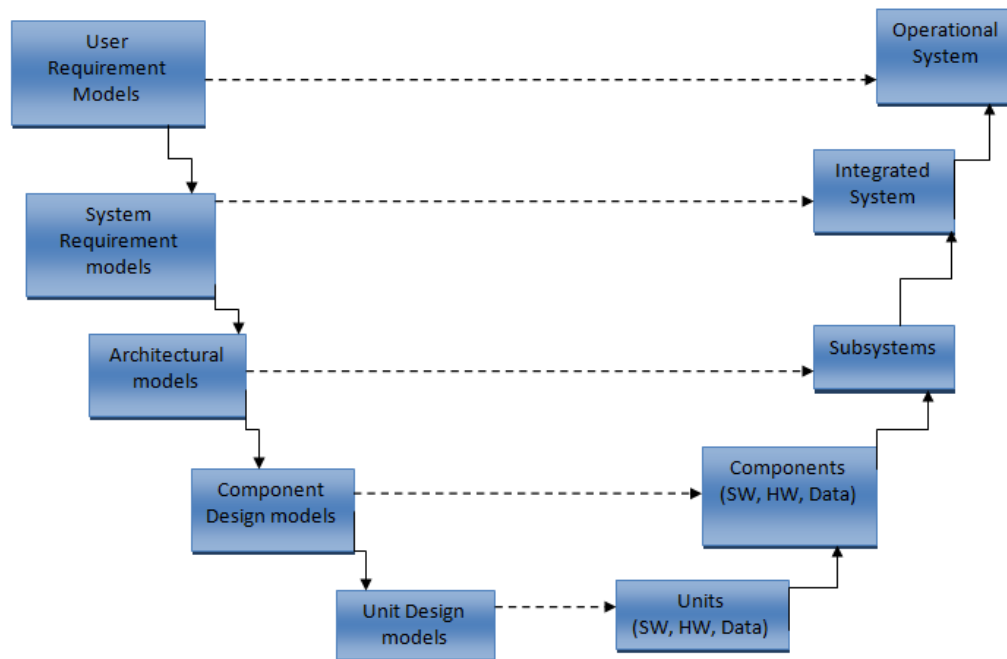 User
Requirement
Models
Operational
System
Integrated
System
System
Requirement
models
Architectural
models
Subsystems
Component
Design models
Components
(SW, HW, Data)
Unit Design
models
Units
(SW, HW, Data)